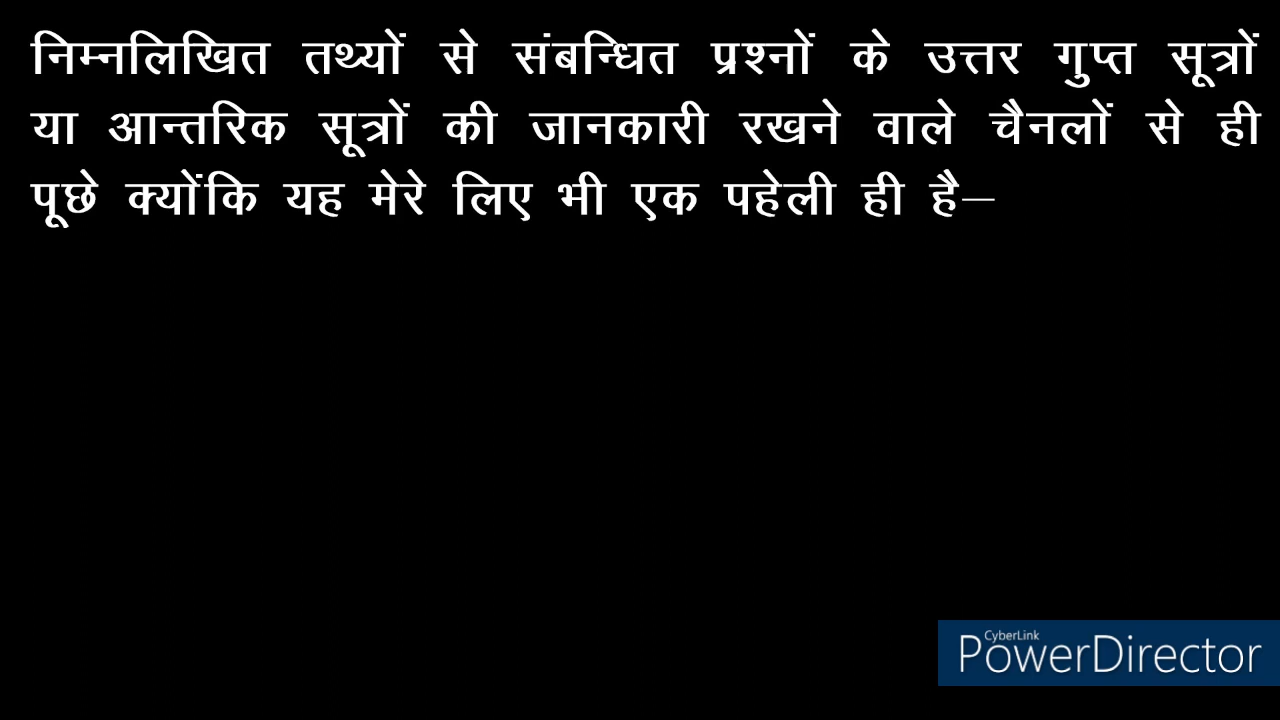 निम्नलिखित तथ्यों से संबन्धित प्रश्नों के उत्तर गुप्त सूत्रों
या आन्तरिक सूत्रों की जानकारी रखने वाले चैनलों से ही
पूछे क्योंकि यह मेरे लिए भी एक पहेली ही है–
CyberLink
PowerDirector